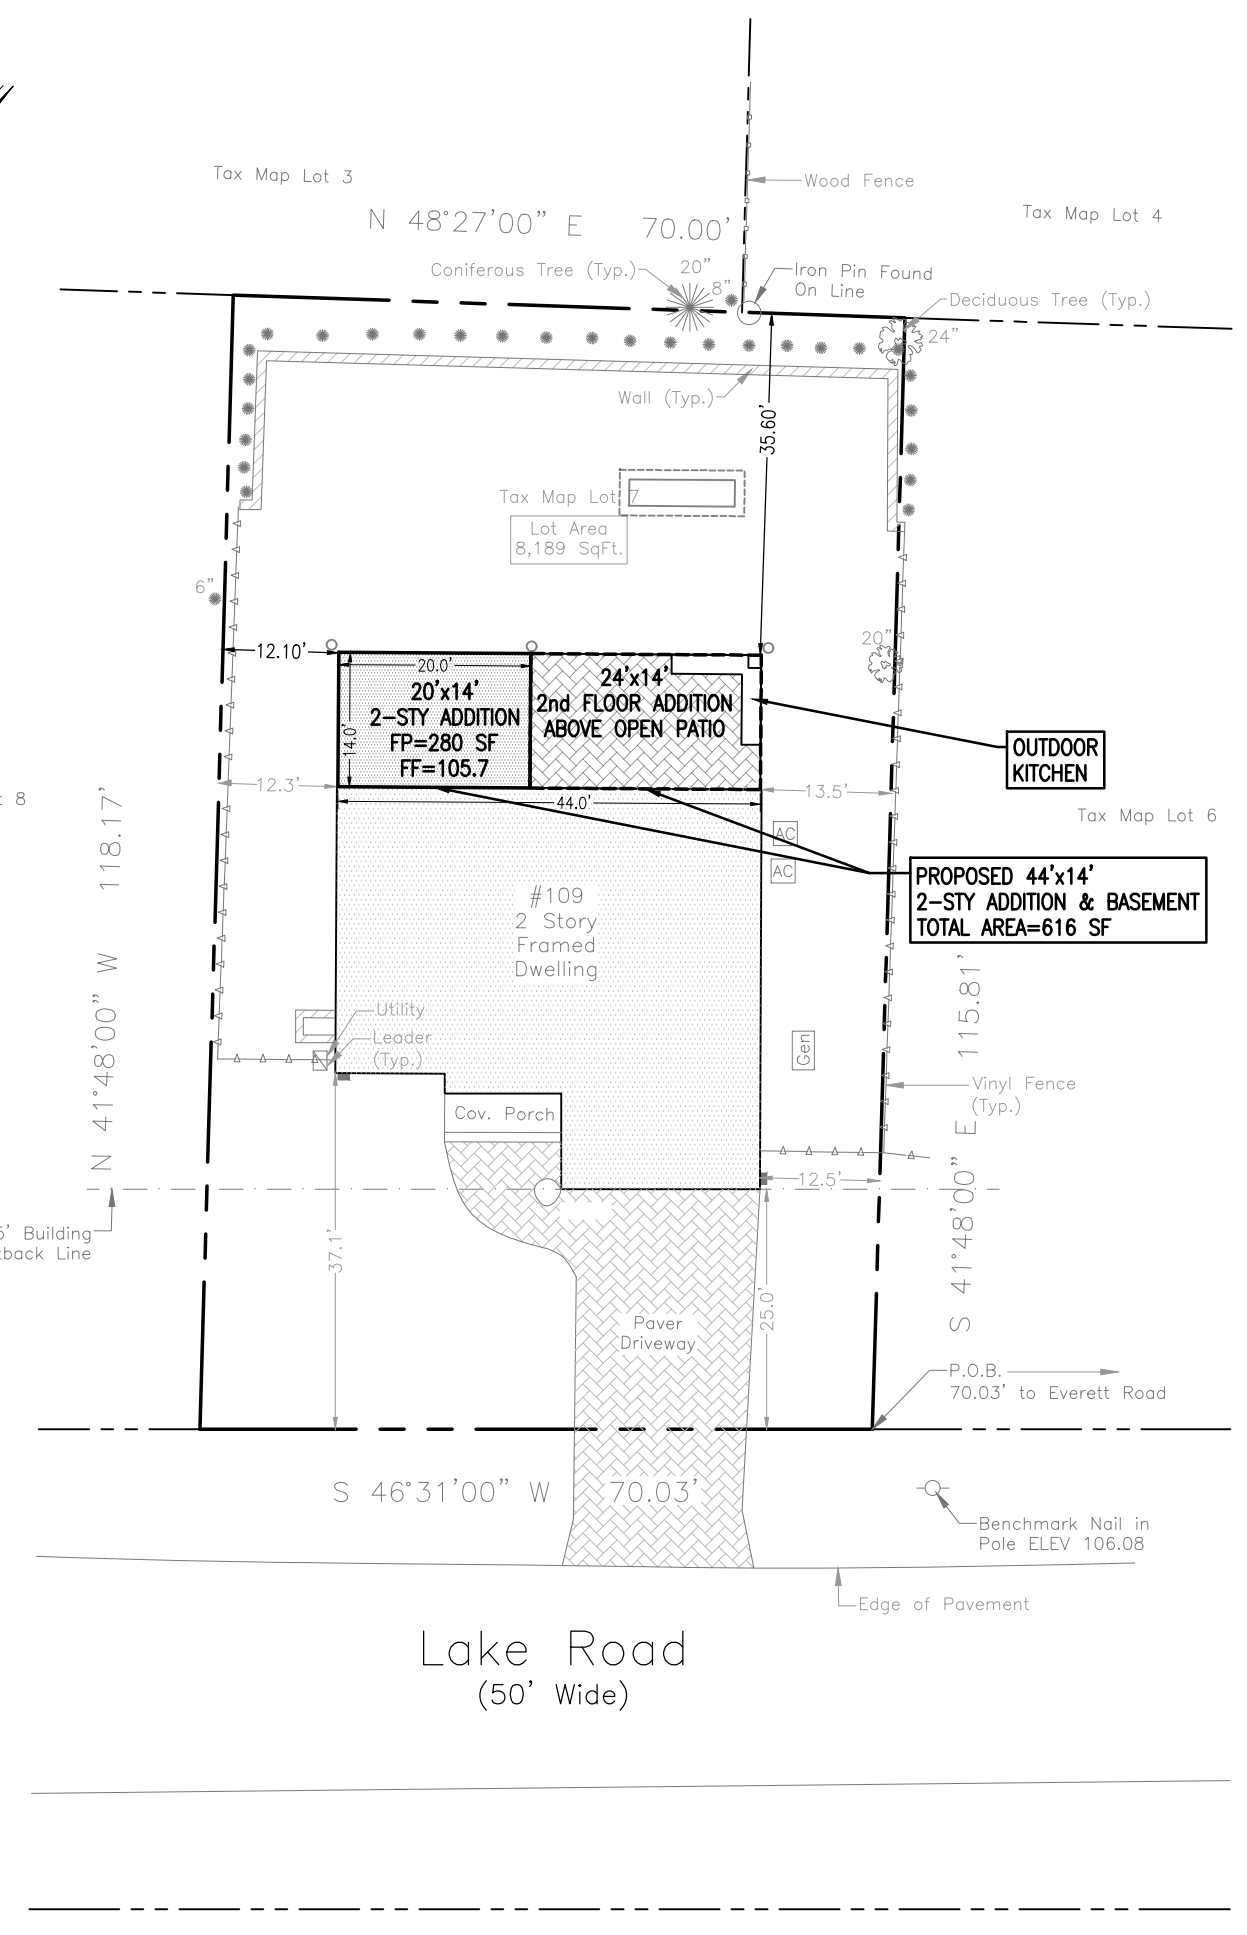 Tax Map Lot 3
Wood Fence
N 48°27'00" E 70.00'
Tax Map Lot 4
Coniferous Tree (Typ.)
20"
8"
Iron Pin Found
On Line
Deciduous Tree (Typ.)
24"
Wall (Typ.)
35.60'
Tax Map Lot 7
Lot Area
8,189 SqFt.
6"
20"
12.10'
20.0'
14.0'
20'x14'
2-STY ADDITION
FP=280 SF
FF=105.7
24'x14'
2nd FLOOR ADDITION
ABOVE OPEN PATIO
OUTDOOR
KITCHEN
12.3'
44.0'
13.5'
8
Tax Map Lot 6
AC
AC
PROPOSED 44'x14'
2-STY ADDITION & BASEMENT
TOTAL AREA=616 SF
#109
2 Story
Framed
Dwelling
N 41°48'00" W 118.17'
S 41°48'00" E 115.81'
Utility
Leader
(Typ.)
Gen
Vinyl Fence
(Typ.)
Cov. Porch
12.5'
Building
Line
37.1'
25.0'
Paver
Driveway
P.O.B.
70.03' to Everett Road
S 46°31'00" W 70.03'
Benchmark Nail in
Pole ELEV 106.08
Edge of Pavement
Lake Road
(50' Wide)